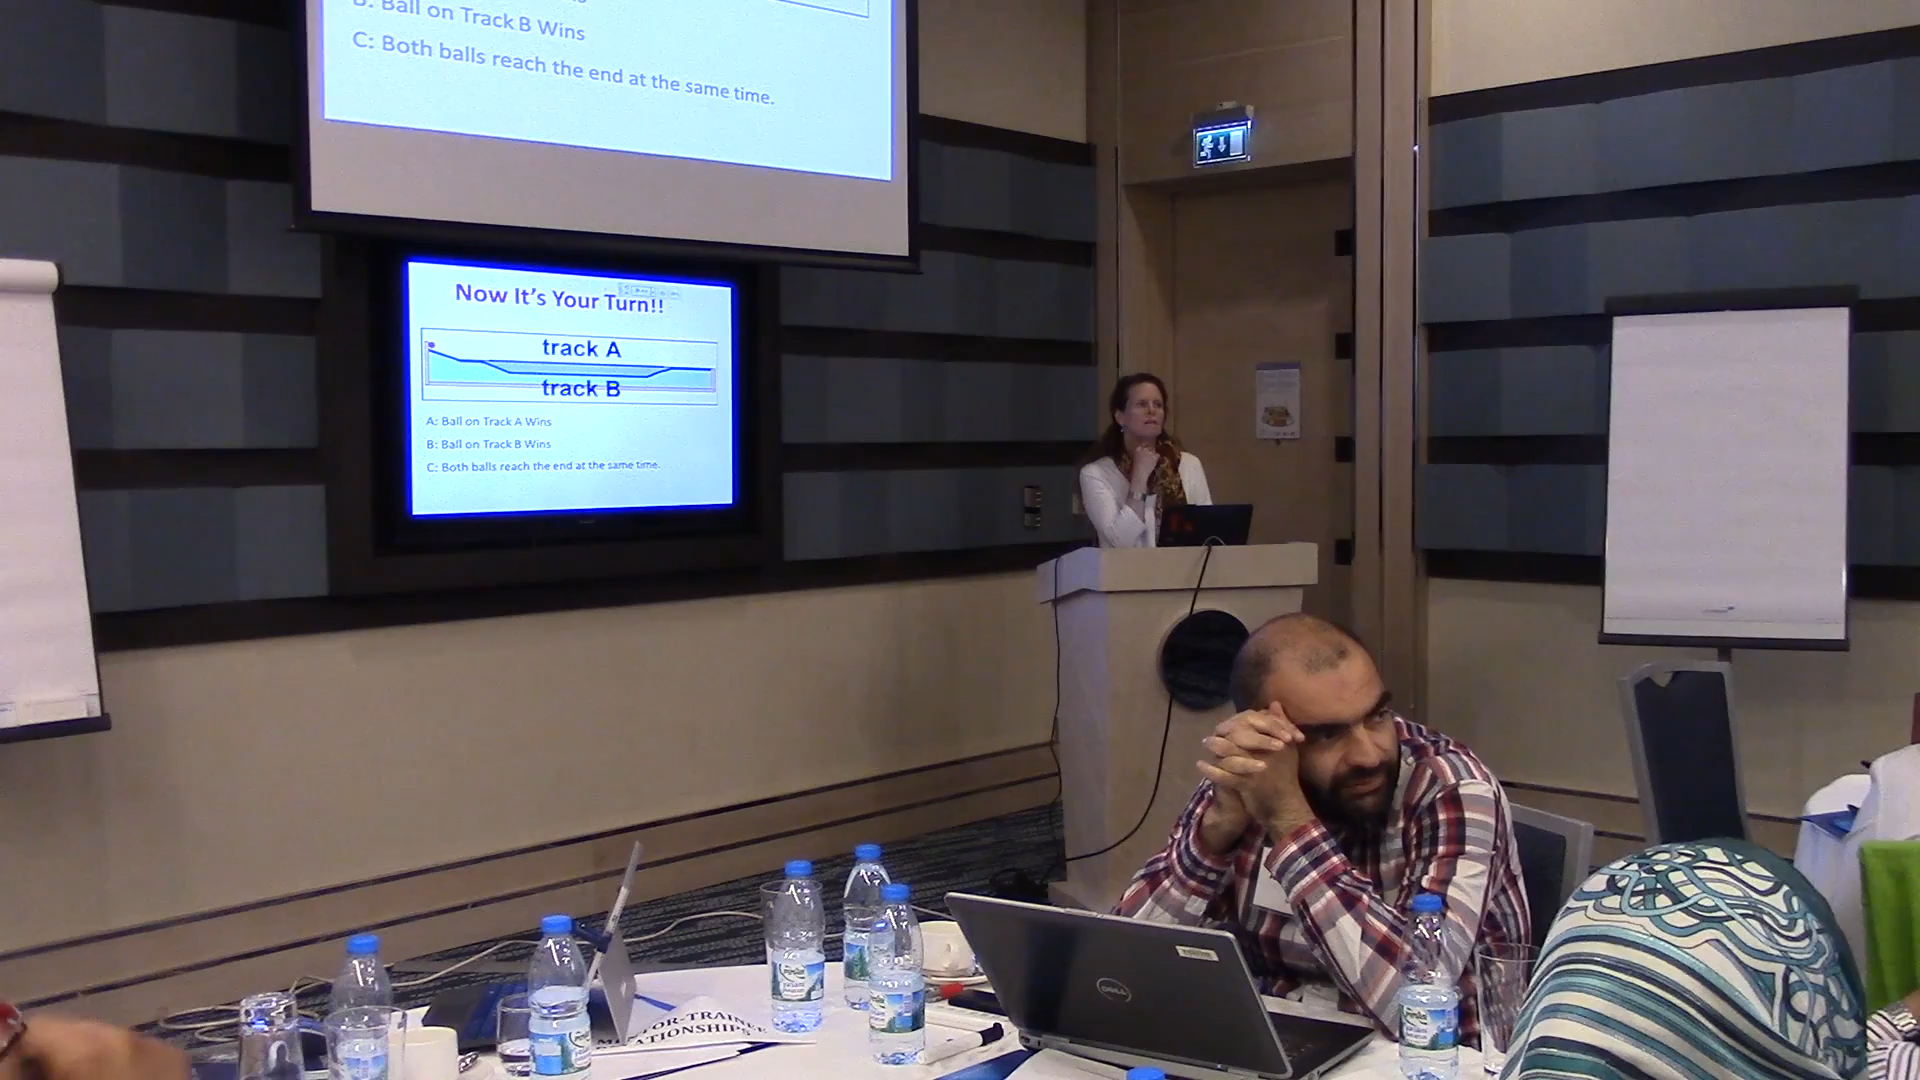 B: Ball on Track B Wins
C: Both balls reach the end at the same time.
Now It's Your Turn!!
track A
track B
A: Ball on Track A Wins
B: Ball on Track B Wins
C: Both balls reach the end at the same time.
DELL